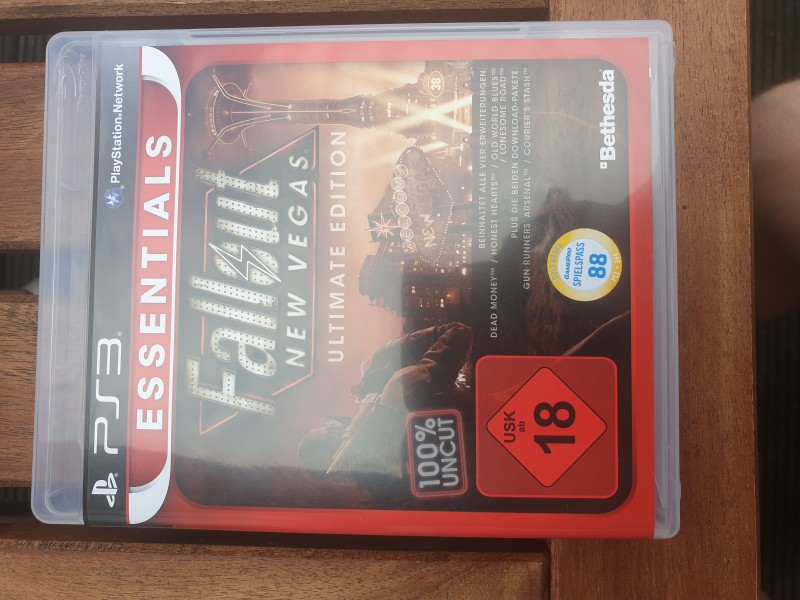 PS3
PlayStation®Network
ESSENTIALS
38
Fallout
NEW VEGAS
ULTIMATE EDITION
NEW
BEINHALTET ALLE VIER ERWEITERUNGEN:
DEAD MONEY™ / HONEST HEARTS™ / OLD WORLD BLUES™
/ LONESOME ROAD™
PLUS DIE BEIDEN DOWNLOAD-PAKETE:
GUN RUNNERS' ARSENAL™ / COURIER'S STASH™
100%
UNCUT
GAMEPRO
SPIELSPASS
88
USK
ab
18
Bethesda